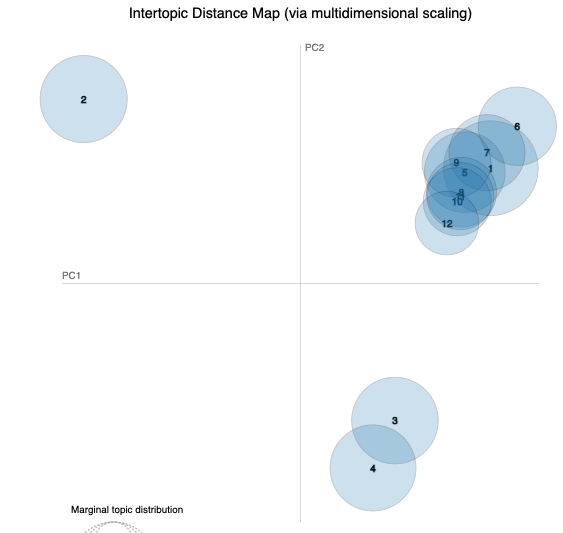 Intertopic Distance Map (via multidimensional scaling)
PC2
2
6
7
9
1
5
8
10
12
PC1
3
4
Marginal topic distribution